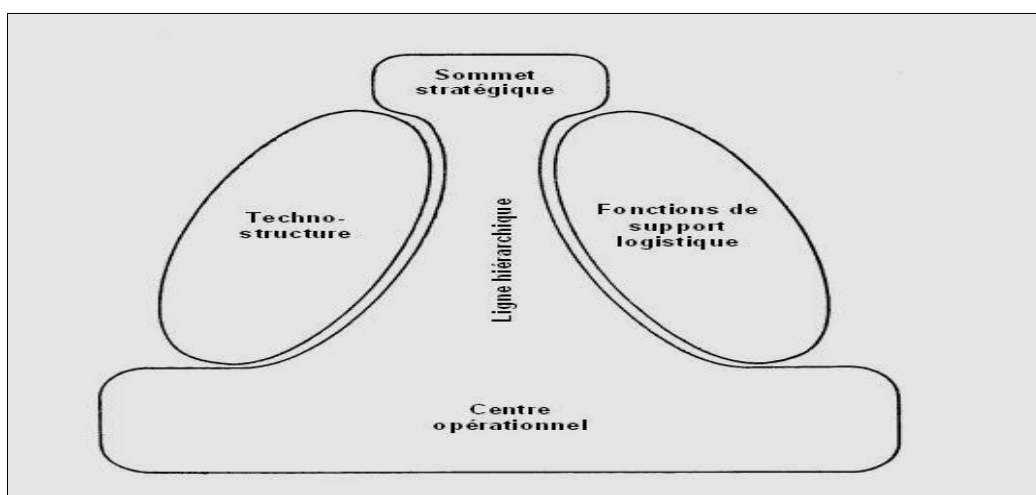 Sommet
stratégique
Techno-
structure
Ligne hiérarchique
Fonctions de
support
logistique
Centre
opérationnel